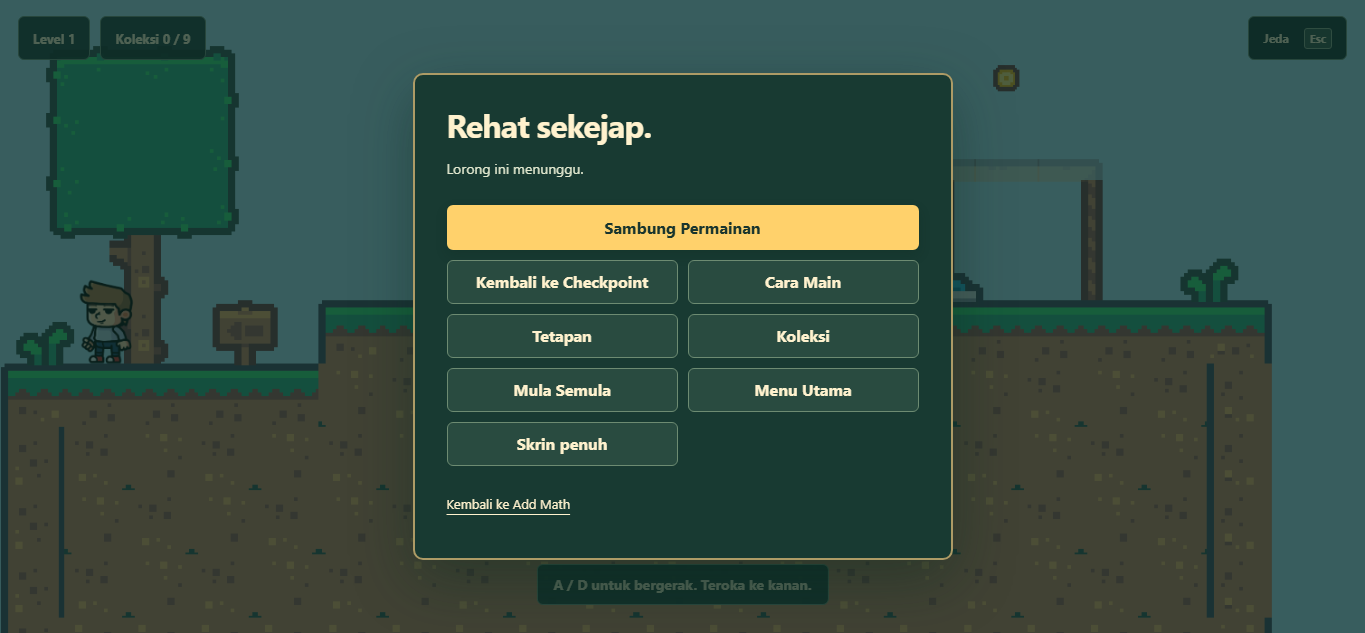 Level 1
Koleksi 0 / 9
Jeda Esc
Rehat sekejap.
Lorong ini menunggu.
Sambung Permainan
Kembali ke Checkpoint
Cara Main
Tetapan
Koleksi
Mula Semula
Menu Utama
Skrin penuh
Kembali ke Add Math
A / D untuk bergerak. Teroka ke kanan.